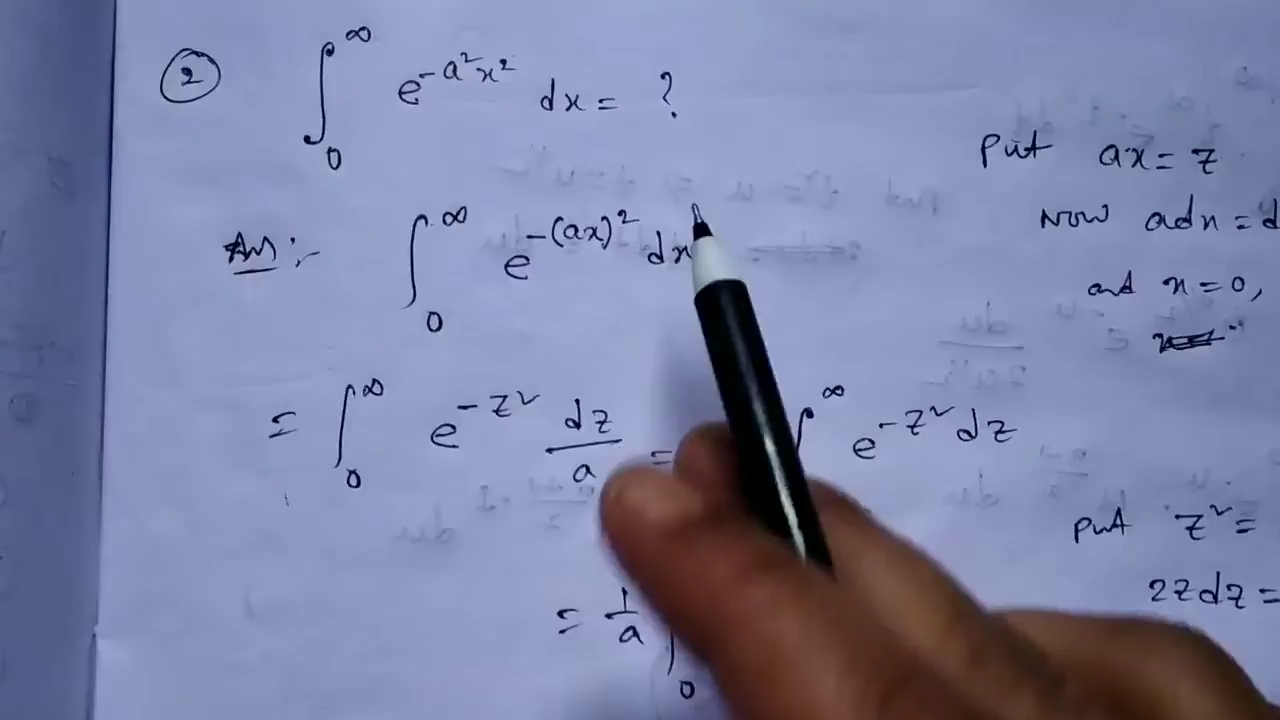 ② ∫₀^∞ e^{-a²x²} dx = ?
Put ax = z
Now adx = d
Ans :- ∫₀^∞ e^{-(ax)²} dx
and x = 0,
= ∫₀^∞ e^{-z²} dz/a = ∫^∞ e^{-z²} dz
put z² =
2zdz =
= 1/a ∫₀